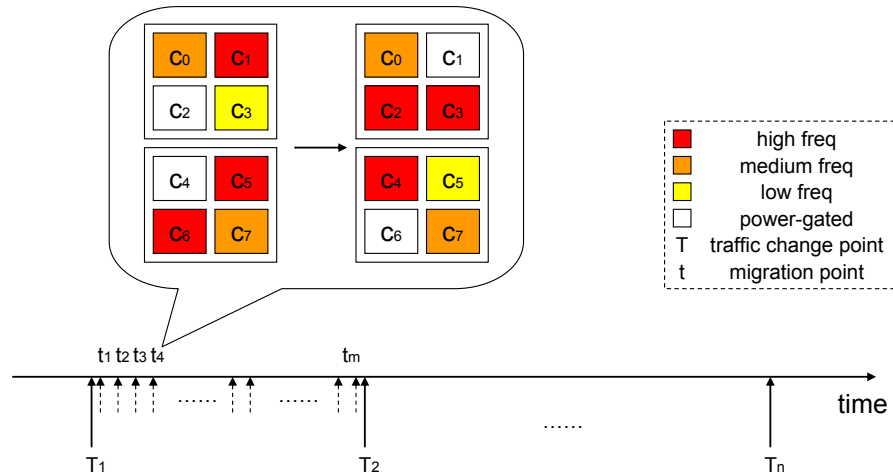 C0 C1 C0 C1
C2 C3 C2 C3
C4 C5 C4 C5
C6 C7 C6 C7
high freq
medium freq
low freq
power-gated
T traffic change point
t migration point
t1 t2 t3 t4 tm
...... ......
time
......
T1 T2 Tn